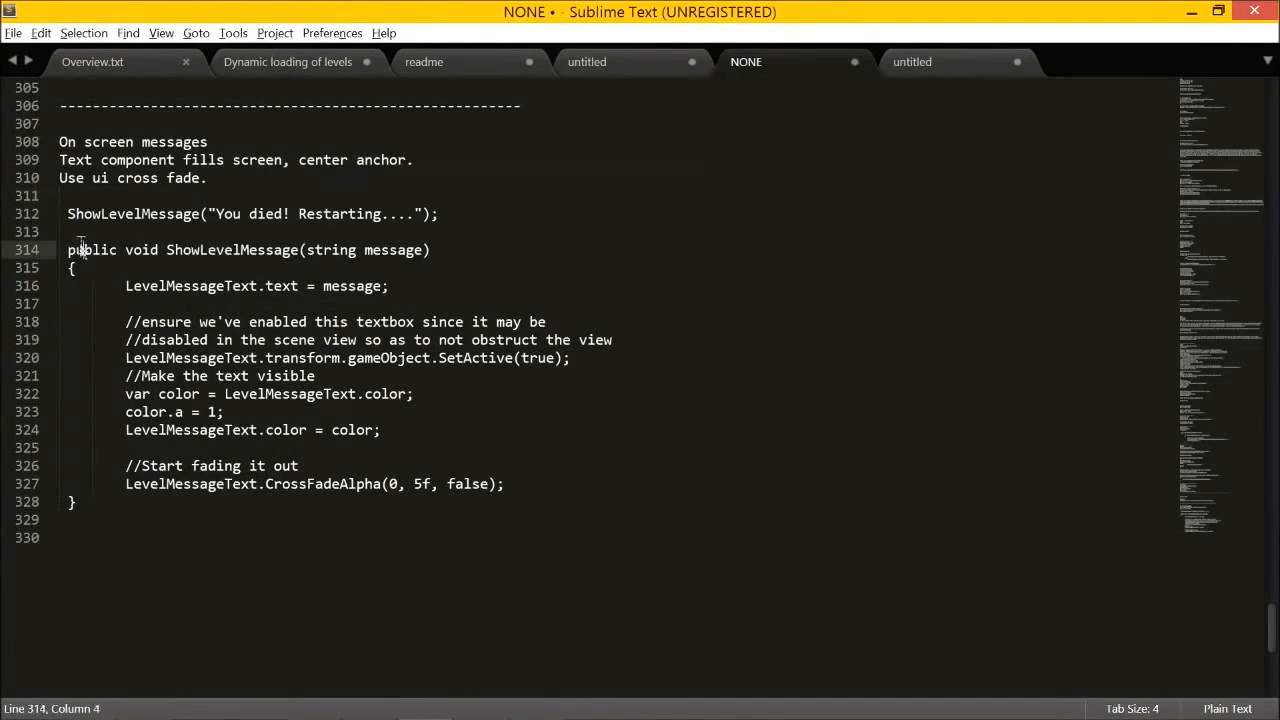 NONE • - Sublime Text (UNREGISTERED)
File Edit Selection Find View Goto Tools Project Preferences Help
Overview.txt Dynamic loading of levels readme untitled NONE untitled
305
306 --------------------------------------------------------
307
308 On screen messages
309 Text component fills screen, center anchor.
310 Use ui cross fade.
311
312 ShowLevelMessage("You died! Restarting....");
313
314 public void ShowLevelMessage(string message)
315 {
316 LevelMessageText.text = message;
317
318 //ensure we've enabled this textbox since it may be
319 //disabled in the editor to not obstruct the view
320 LevelMessageText.transform.gameObject.SetActive(true);
321 //Make the text visible
322 var color = LevelMessageText.color;
323 color.a = 1;
324 LevelMessageText.color = color;
325
326 //Start fading it out
327 LevelMessageText.CrossFadeAlpha(0, 5f, false);
328 }
329
330
Line 314, Column 4 Tab Size: 4 Plain Text